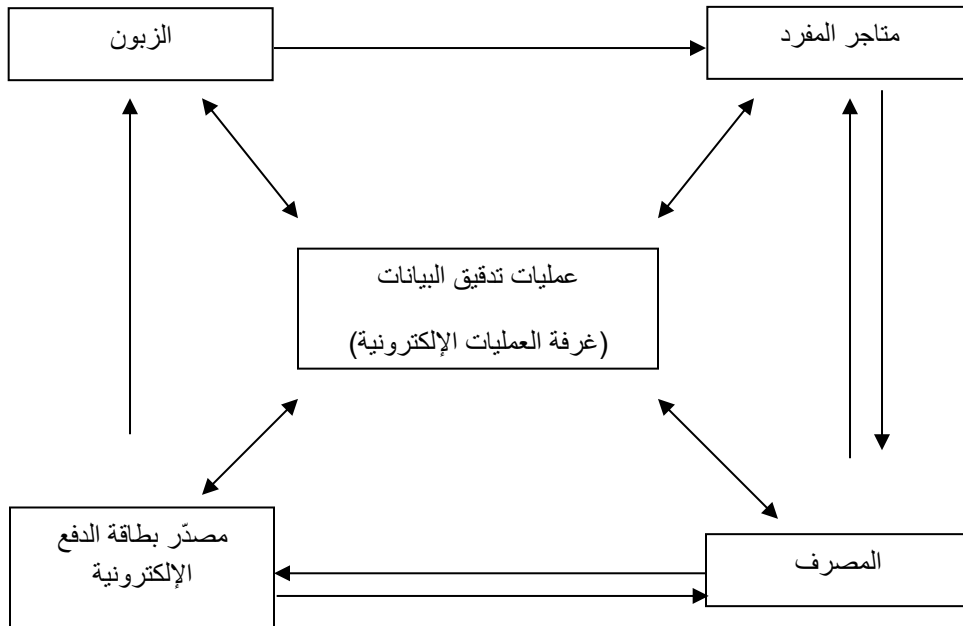 متاجر المفرد
الزبون
عمليات تدقيق البيانات
(غرفة العمليات الإلكترونية)
مصدّر بطاقة الدفع
الإلكترونية
المصرف